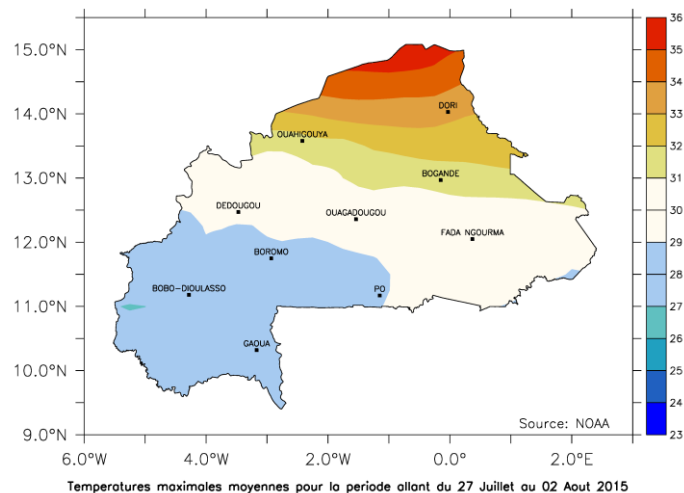 15.0°N
14.0°N
13.0°N
12.0°N
11.0°N
10.0°N
9.0°N
DORI
OUAHIGOUYA
BOGANDE
DEDOUGOU
OUAGADOUGOU
FADA NGOURMA
BOROMO
BOBO-DIOULASSO
PO
GAOUA
Source: NOAA
6.0°W
4.0°W
2.0°W
0.0°
2.0°E
36
35
34
33
32
31
30
29
28
27
26
25
24
23
Temperatures maximales moyennes pour la periode allant du 27 Juillet au 02 Aout 2015